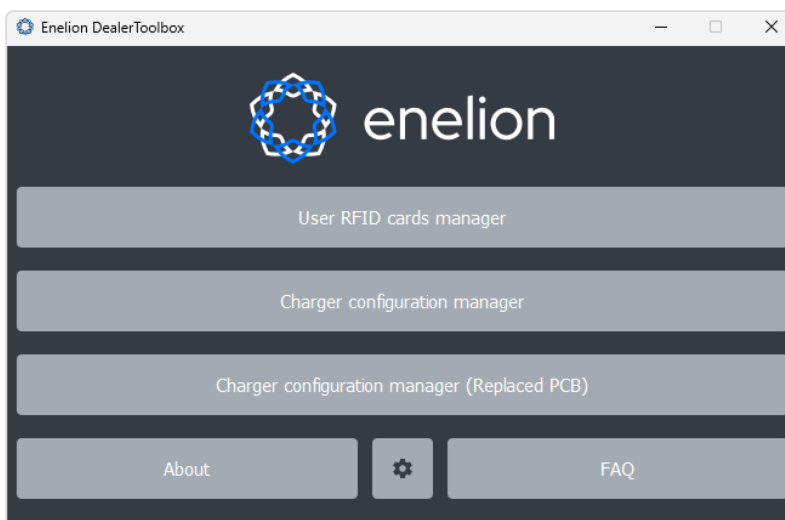 Enelion DealerToolbox
enelion
User RFID cards manager
Charger configuration manager
Charger configuration manager (Replaced PCB)
About
FAQ